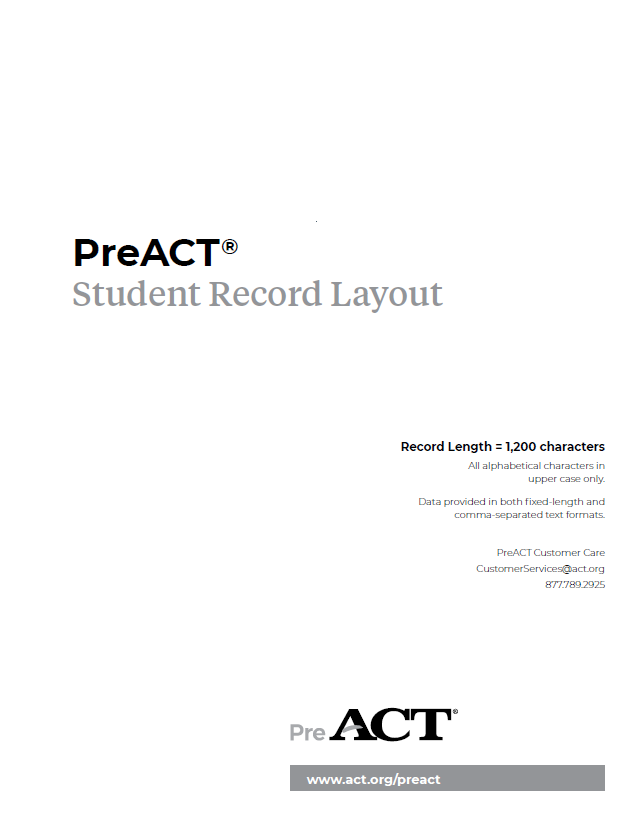 PreACT®
Student Record Layout
Record Length = 1,200 characters
All alphabetical characters in
upper case only.
Data provided in both fixed-length and
comma-separated text formats.
PreACT Customer Care
CustomerServices@act.org
877.789.2925
Pre ACT®
www.act.org/preact